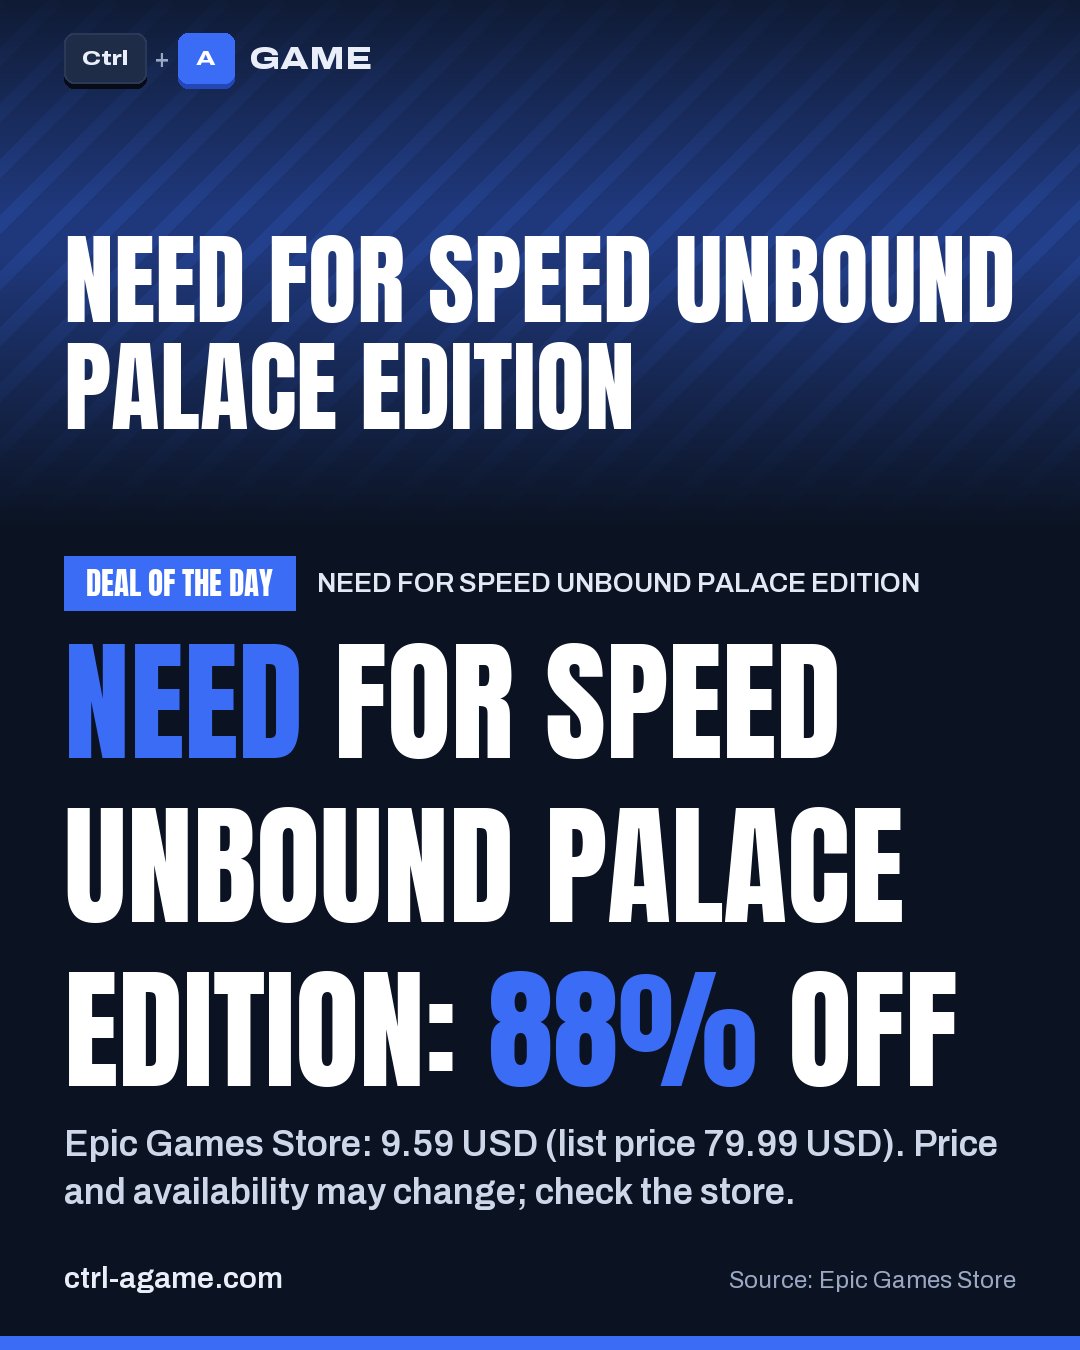 Ctrl + A GAME
NEED FOR SPEED UNBOUND
PALACE EDITION
DEAL OF THE DAY NEED FOR SPEED UNBOUND PALACE EDITION
NEED FOR SPEED
UNBOUND PALACE
EDITION: 88% OFF
Epic Games Store: 9.59 USD (list price 79.99 USD). Price
and availability may change; check the store.
ctrl-agame.com Source: Epic Games Store